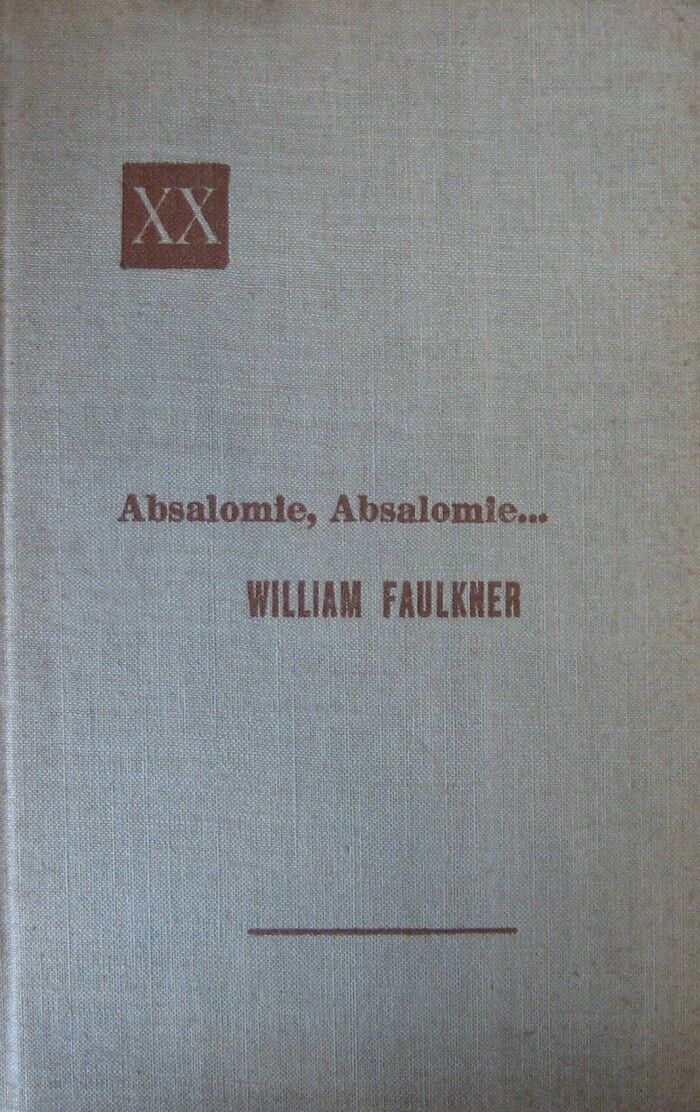 XX
Absalomie, Absalomie...
WILLIAM FAULKNER